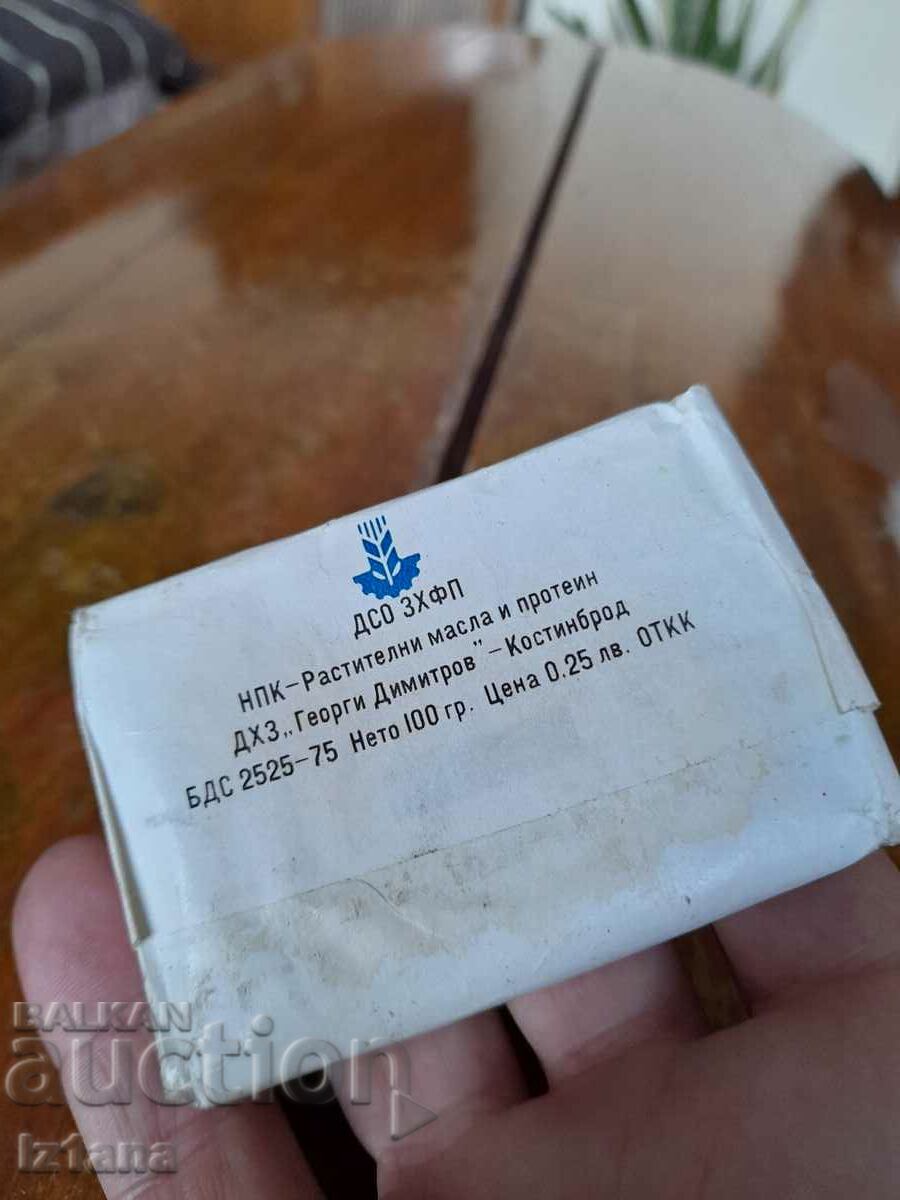 ДСО ЗХФП
НПК-Растителни масла и протеин
ДХЗ „Георги Димитров" - Костинброд
БДС 2525-75 Нето 100 гр. Цена 0.25 лв. ОТКК
BALKAN
auction
Iz1ana